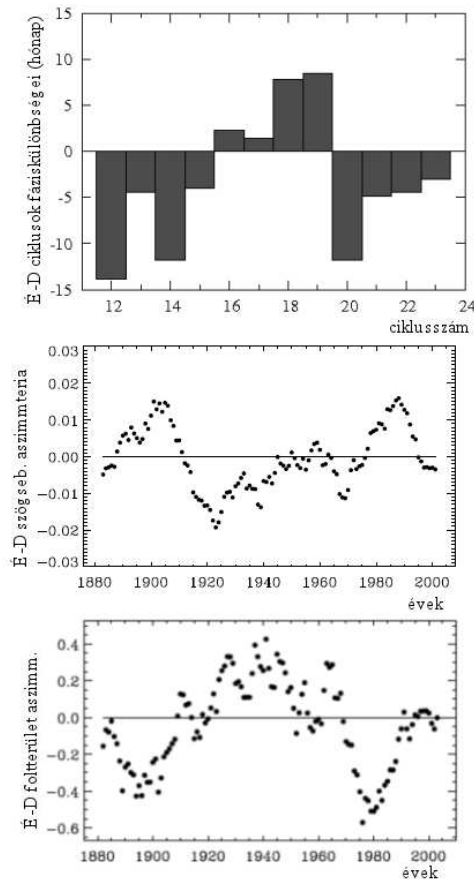 É-D ciklusok fáziskülönbségei (hónap)
15
10
5
0
-5
-10
-15
12 14 16 18 20 22 24
ciklusszám
É-D szögseb. aszimmteria
0.03
0.02
0.01
0.00
-0.01
-0.02
-0.03
1880 1900 1920 1940 1960 1980 2000
évek
É-D foltterület aszimm.
0.4
0.2
0.0
-0.2
-0.4
-0.6
1880 1900 1920 1940 1960 1980 2000
évek